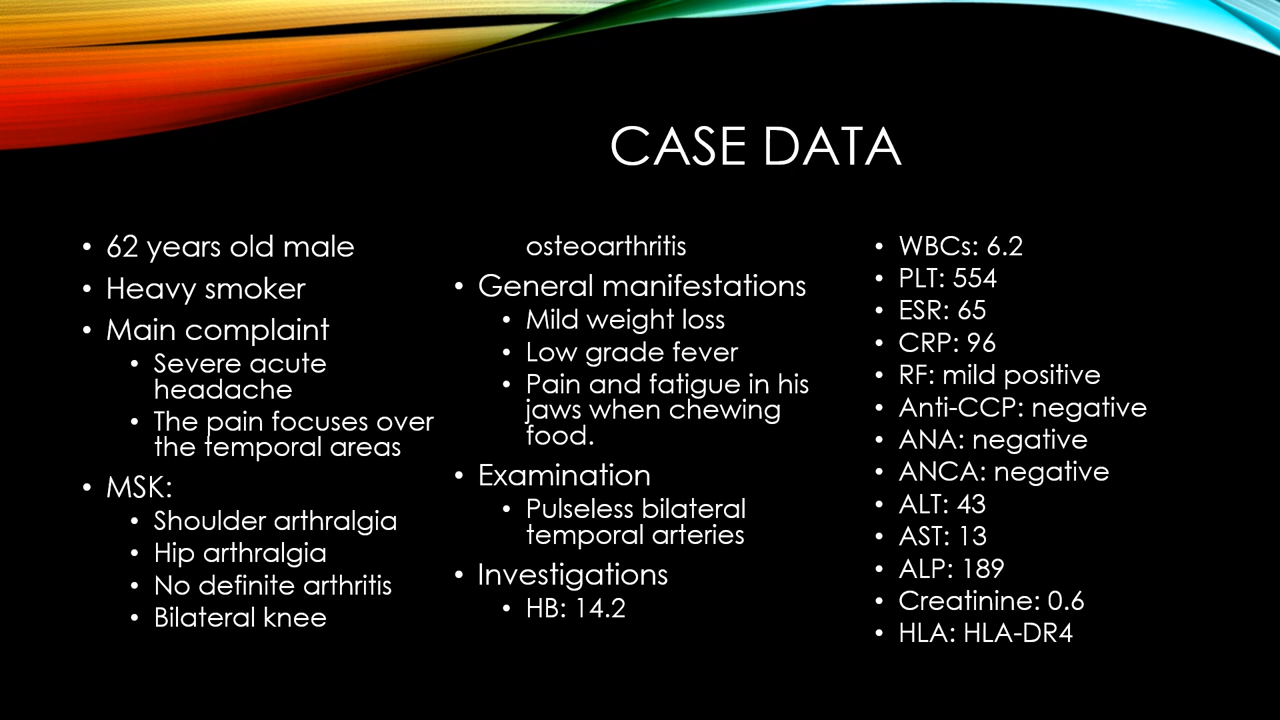 CASE DATA
• 62 years old male
• Heavy smoker
• Main complaint
• Severe acute
headache
• The pain focuses over
the temporal areas
• MSK:
• Shoulder arthralgia
• Hip arthralgia
• No definite arthritis
• Bilateral knee
osteoarthritis
• General manifestations
• Mild weight loss
• Low grade fever
• Pain and fatigue in his
jaws when chewing
food.
• Examination
• Pulseless bilateral
temporal arteries
• Investigations
• HB: 14.2
• WBCs: 6.2
• PLT: 554
• ESR: 65
• CRP: 96
• RF: mild positive
• Anti-CCP: negative
• ANA: negative
• ANCA: negative
• ALT: 43
• AST: 13
• ALP: 189
• Creatinine: 0.6
• HLA: HLA-DR4